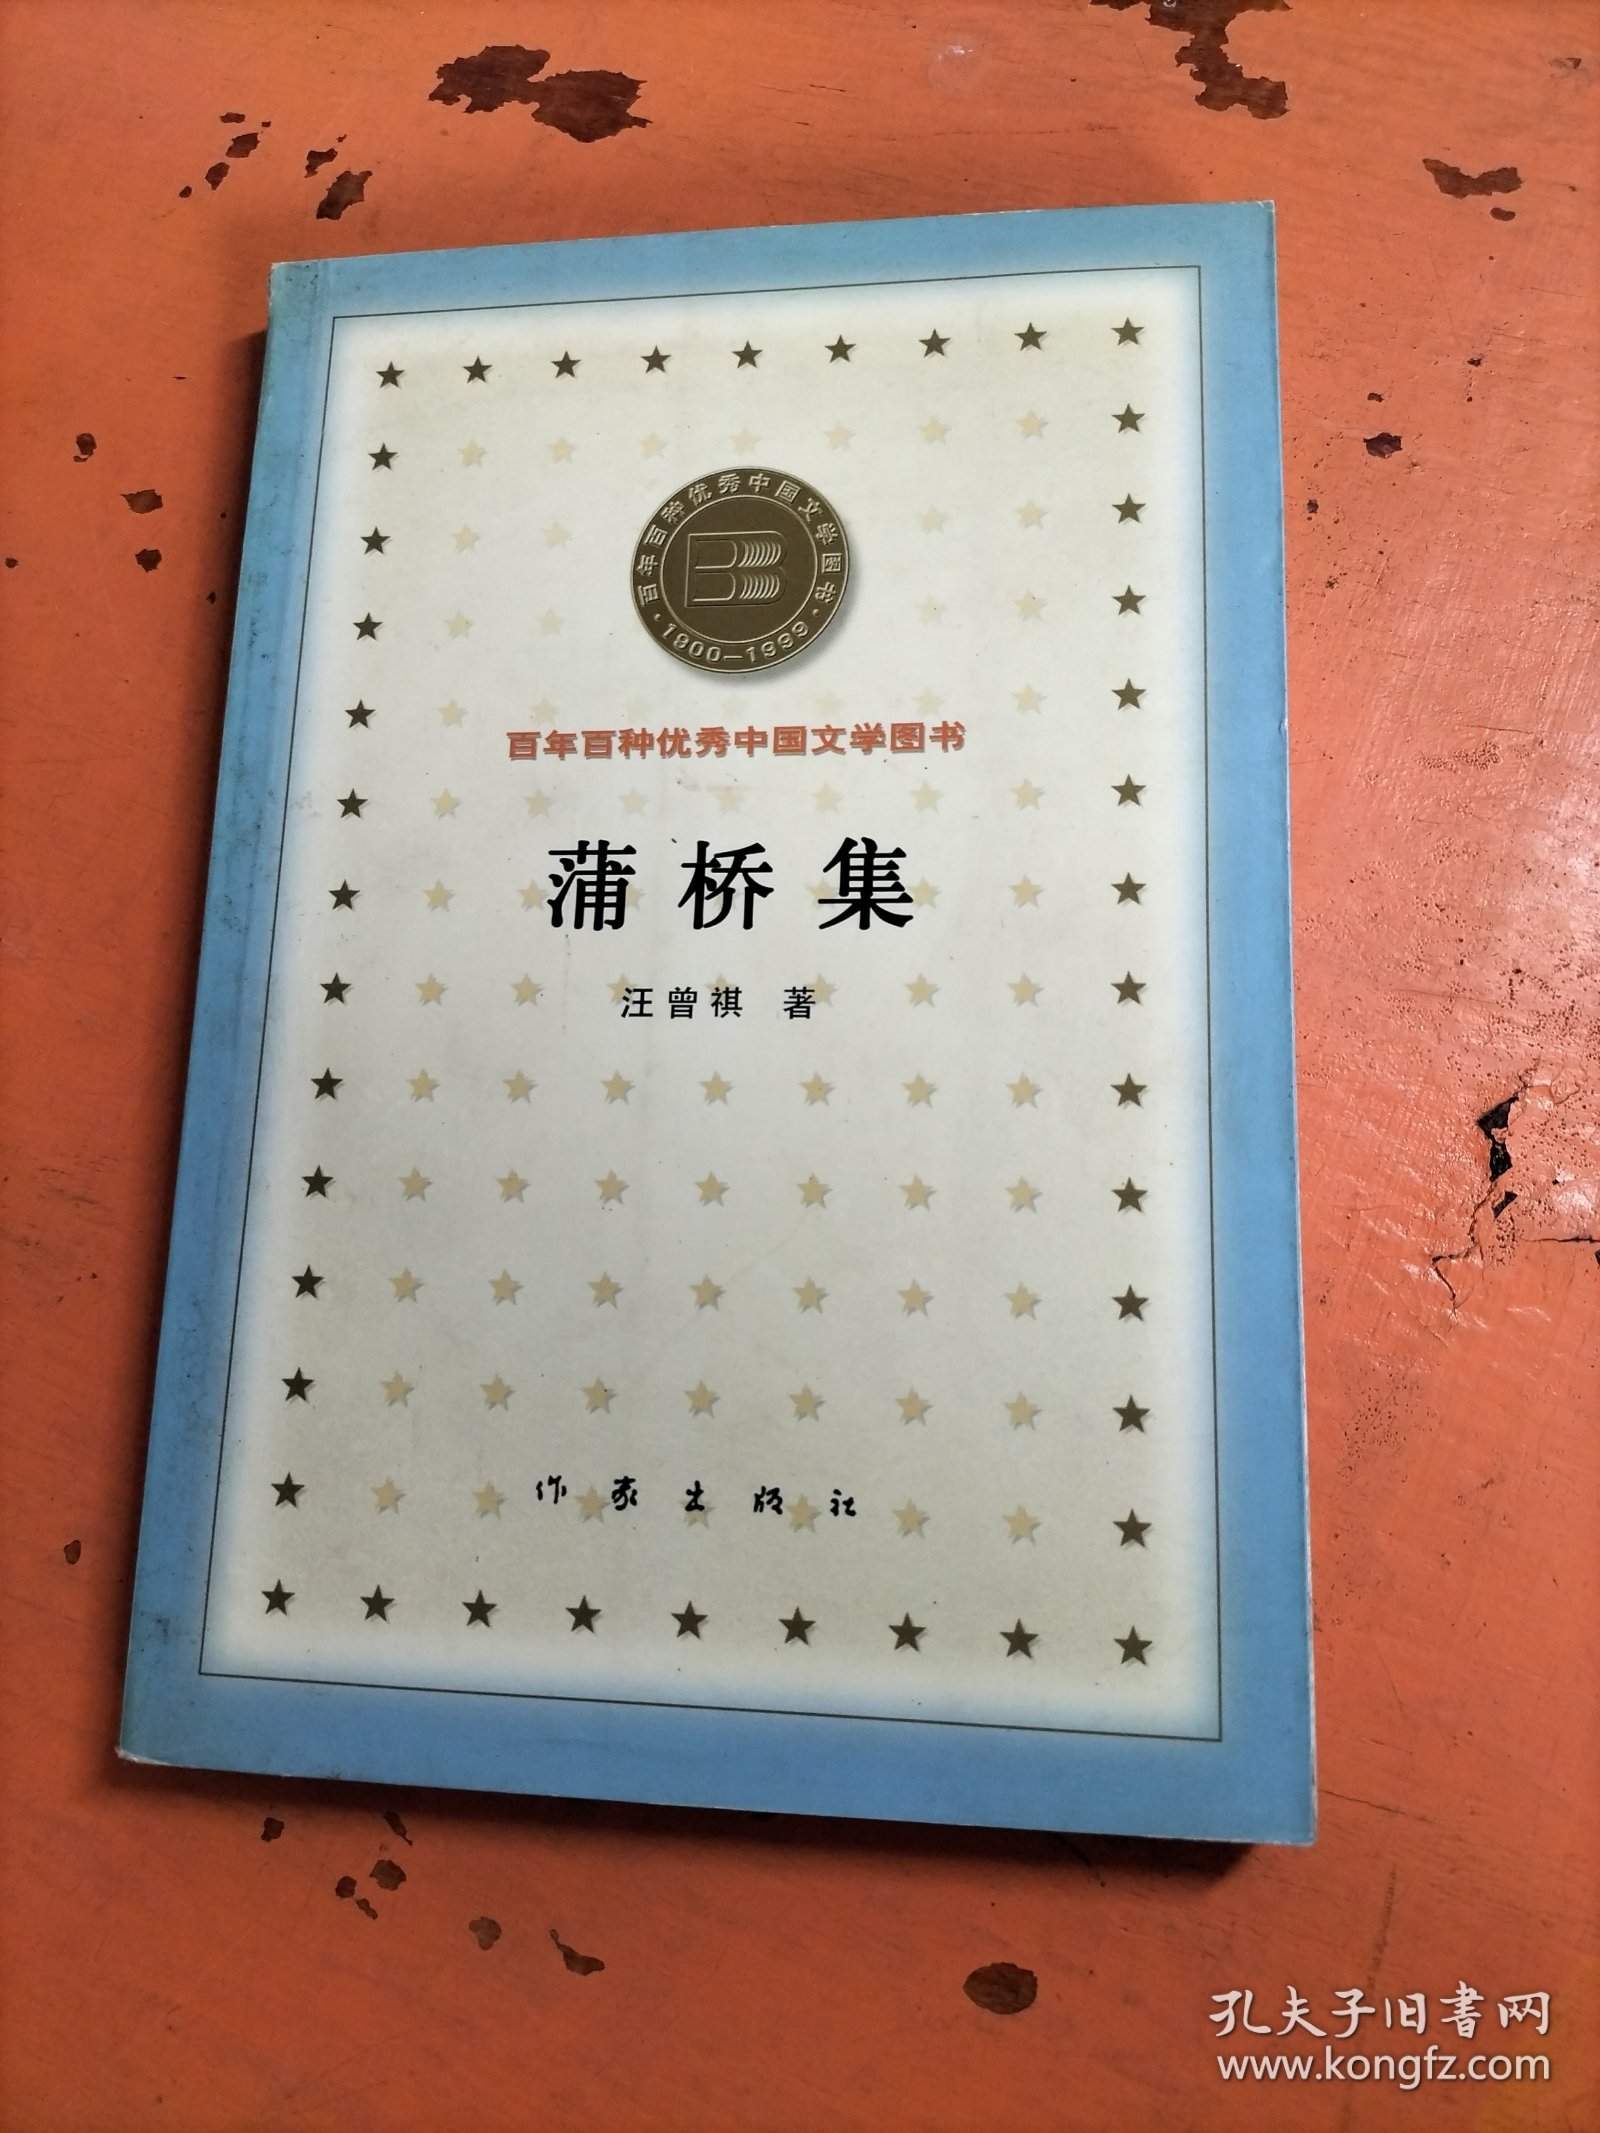 ·百年百种优秀中国文学图书·
1900—1999
百年百种优秀中国文学图书
蒲桥集
汪曾祺 著
作家出版社
孔夫子旧书网
www.kongfz.com